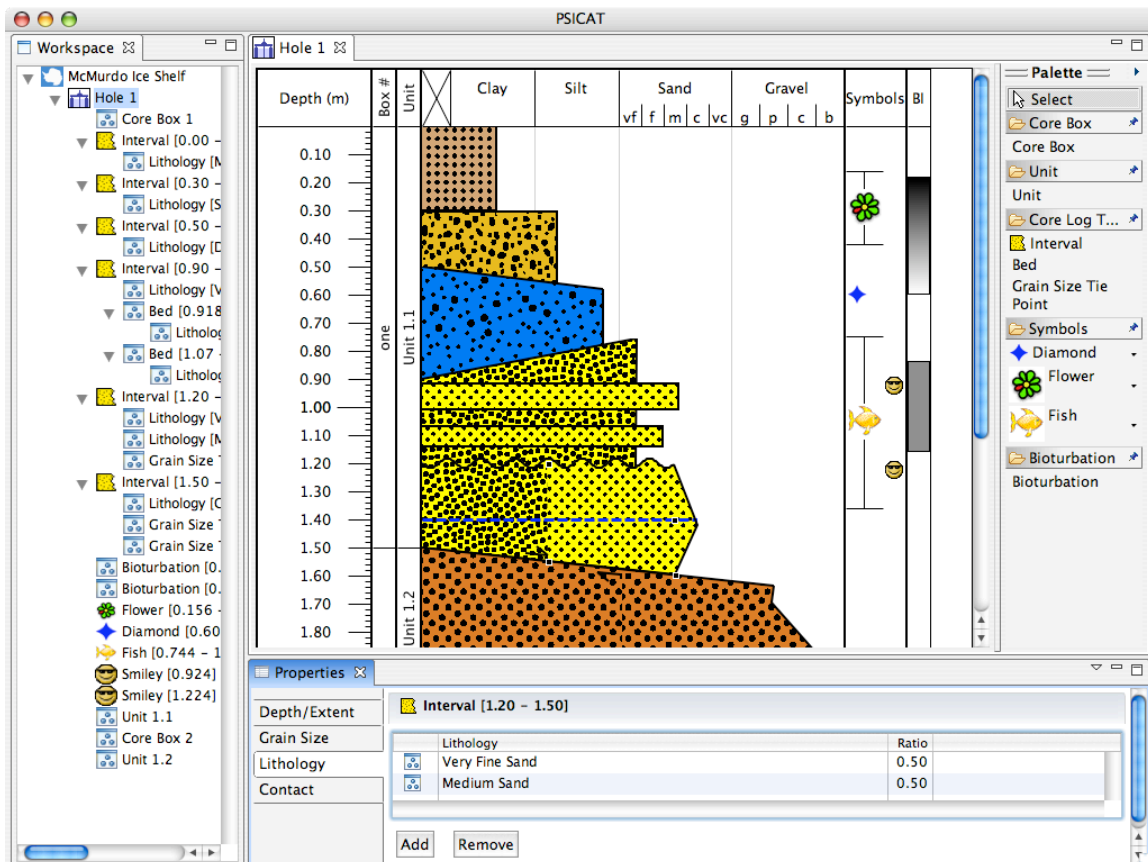 PSICAT
Workspace
McMurdo Ice Shelf
Hole 1
Core Box 1
Interval [0.00 -
Lithology [M
Interval [0.30 -
Lithology [S
Interval [0.50 -
Lithology [D
Interval [0.90 -
Lithology [V
Bed [0.918
Litholog
Bed [1.07 -
Litholog
Interval [1.20 -
Lithology [V
Lithology [M
Grain Size T
Interval [1.50 -
Lithology [C
Grain Size T
Grain Size T
Bioturbation [0.
Bioturbation [0.
Flower [0.156 -
Diamond [0.60
Fish [0.744 - 1
Smiley [0.924]
Smiley [1.224]
Unit 1.1
Core Box 2
Unit 1.2
Hole 1
Depth (m)
Box #
Unit
Clay
Silt
Sand
Gravel
vf f m c vc g p c b
Symbols
BI
0.10
0.20
0.30
0.40
0.50
0.60
0.70
0.80
0.90
1.00
1.10
1.20
1.30
1.40
1.50
1.60
1.70
1.80
one
Unit 1.1
Unit 1.2
Palette
Select
Core Box
Core Box
Unit
Unit
Core Log T...
Interval
Bed
Grain Size Tie
Point
Symbols
Diamond
Flower
Fish
Bioturbation
Bioturbation
Properties
Depth/Extent
Grain Size
Lithology
Contact
Interval [1.20 - 1.50]
Lithology Ratio
Very Fine Sand 0.50
Medium Sand 0.50
Add Remove